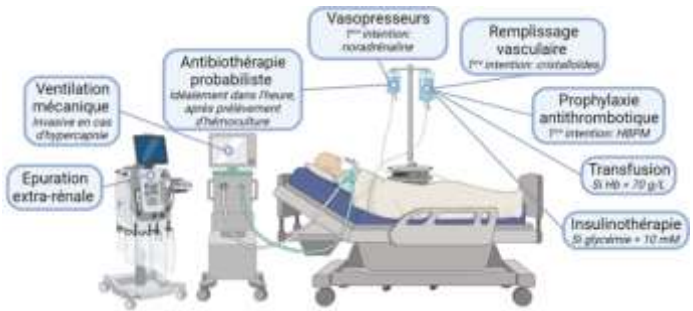 Vasopresseurs
1ère intention:
noradrénaline
Remplissage
vasculaire
1ère intention: cristalloïdes
Antibiothérapie
probabiliste
Idéalement dans l'heure,
après prélèvement
d'hémoculture
Ventilation
mécanique
Invasive en cas
d'hypercapnie
Prophylaxie
antithrombotique
1ère intention: HBPM
Epuration
extra-rénale
Transfusion
Si Hb < 70 g/L
Insulinothérapie
Si glycémie > 10 mM